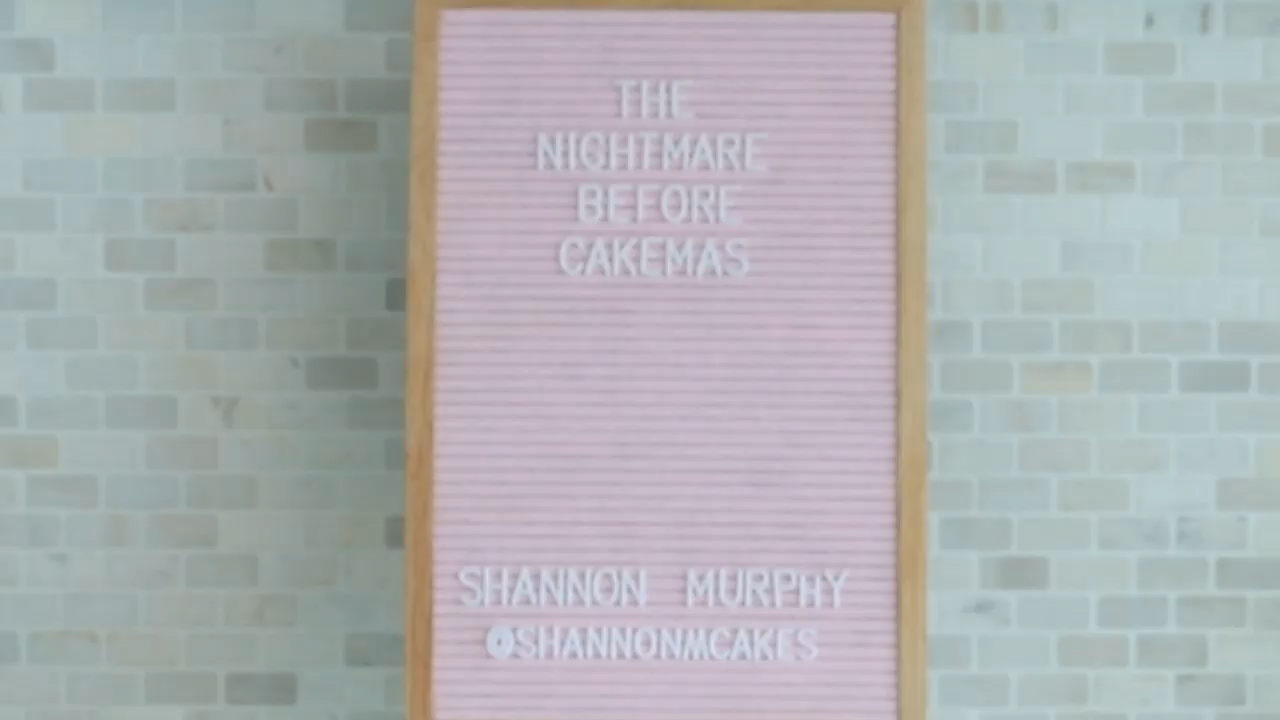 THE
NIGHTMARE
BEFORE
CAKEMAS
SHANNON MURPHY
@SHANNONMCAKES